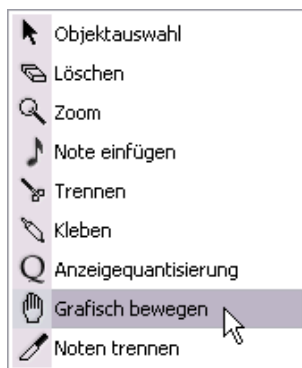 Objektauswahl
Löschen
Zoom
Note einfügen
Trennen
Kleben
Q Anzeigequantisierung
Grafisch bewegen
Noten trennen